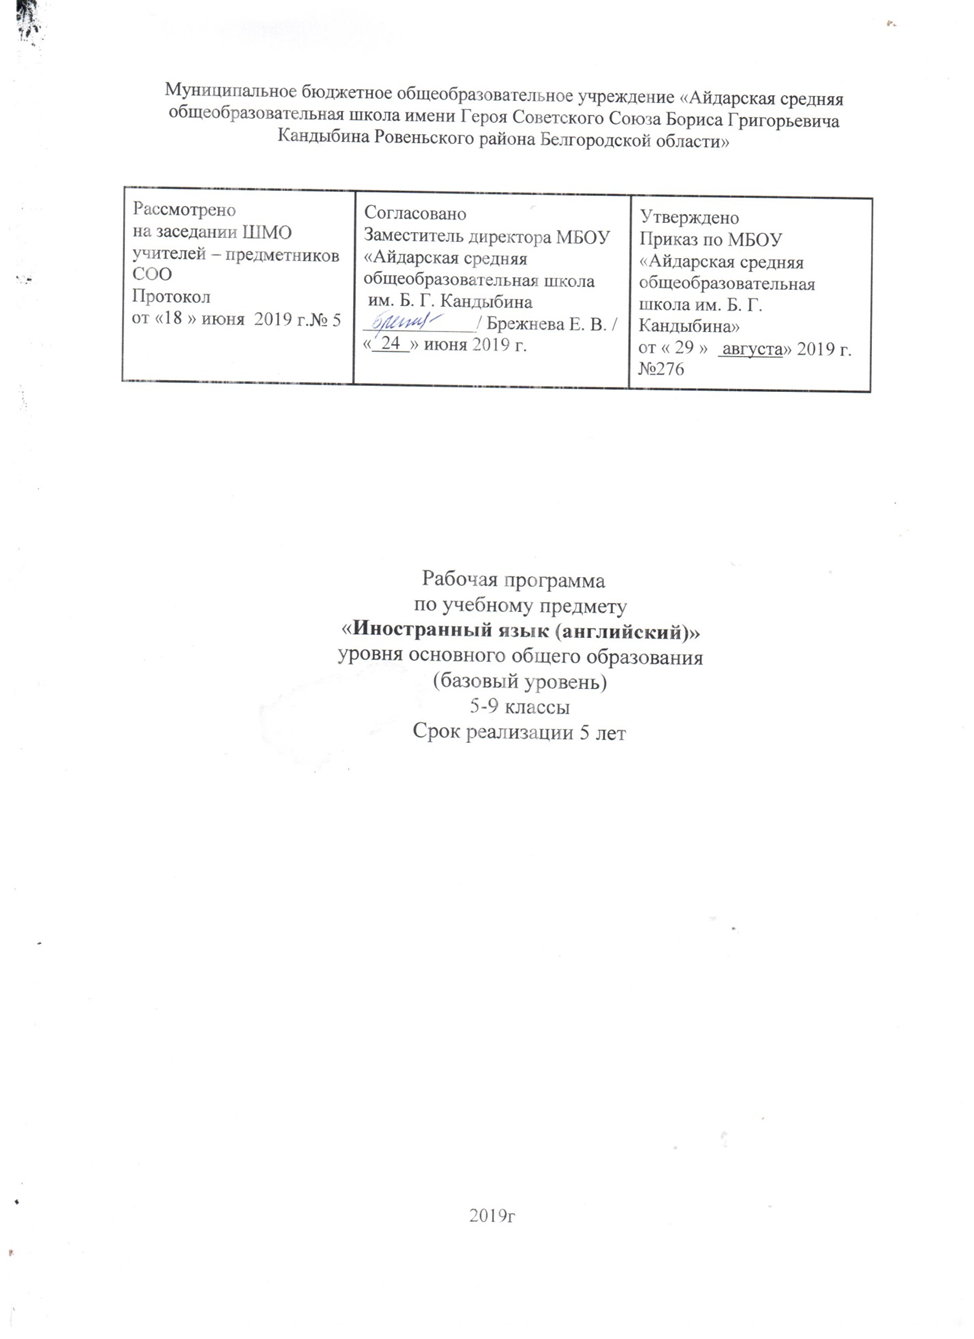 Муниципальное бюджетное общеобразовательное учреждение «Айдарская средняя
общеобразовательная школа имени Героя Советского Союза Бориса Григорьевича
Кандыбина Ровеньского района Белгородской области»
Рассмотрено
на заседании ШМО
учителей – предметников
СОО
Протокол
от «18 » июня 2019 г.№ 5
Согласовано
Заместитель директора МБОУ
«Айдарская средняя
общеобразовательная школа
им. Б. Г. Кандыбина
____________/ Брежнева Е. В. /
«_24_» июня 2019 г.
Утверждено
Приказ по МБОУ
«Айдарская средняя
общеобразовательная
школа им. Б. Г.
Кандыбина»
от « 29 » августа» 2019 г.
№276
Рабочая программа
по учебному предмету
«Иностранный язык (английский)»
уровня основного общего образования
(базовый уровень)
5-9 классы
Срок реализации 5 лет
2019г